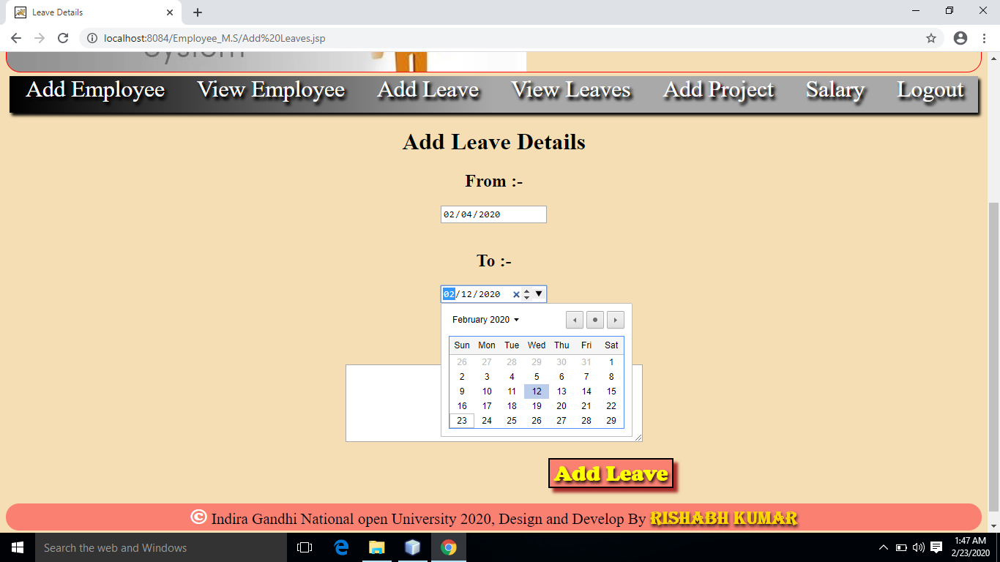 Leave Details
localhost:8084/Employee_M.S/Add%20Leaves.jsp
System
Add Employee View Employee Add Leave View Leaves Add Project Salary Logout
Add Leave Details
From :-
02/04/2020
To :-
02/12/2020
February 2020
Sun Mon Tue Wed Thu Fri Sat
26 27 28 29 30 31 1
2 3 4 5 6 7 8
9 10 11 12 13 14 15
16 17 18 19 20 21 22
23 24 25 26 27 28 29
Add Leave
© Indira Gandhi National open University 2020, Design and Develop By RISHABH KUMAR
Search the web and Windows
1:47 AM
2/23/2020